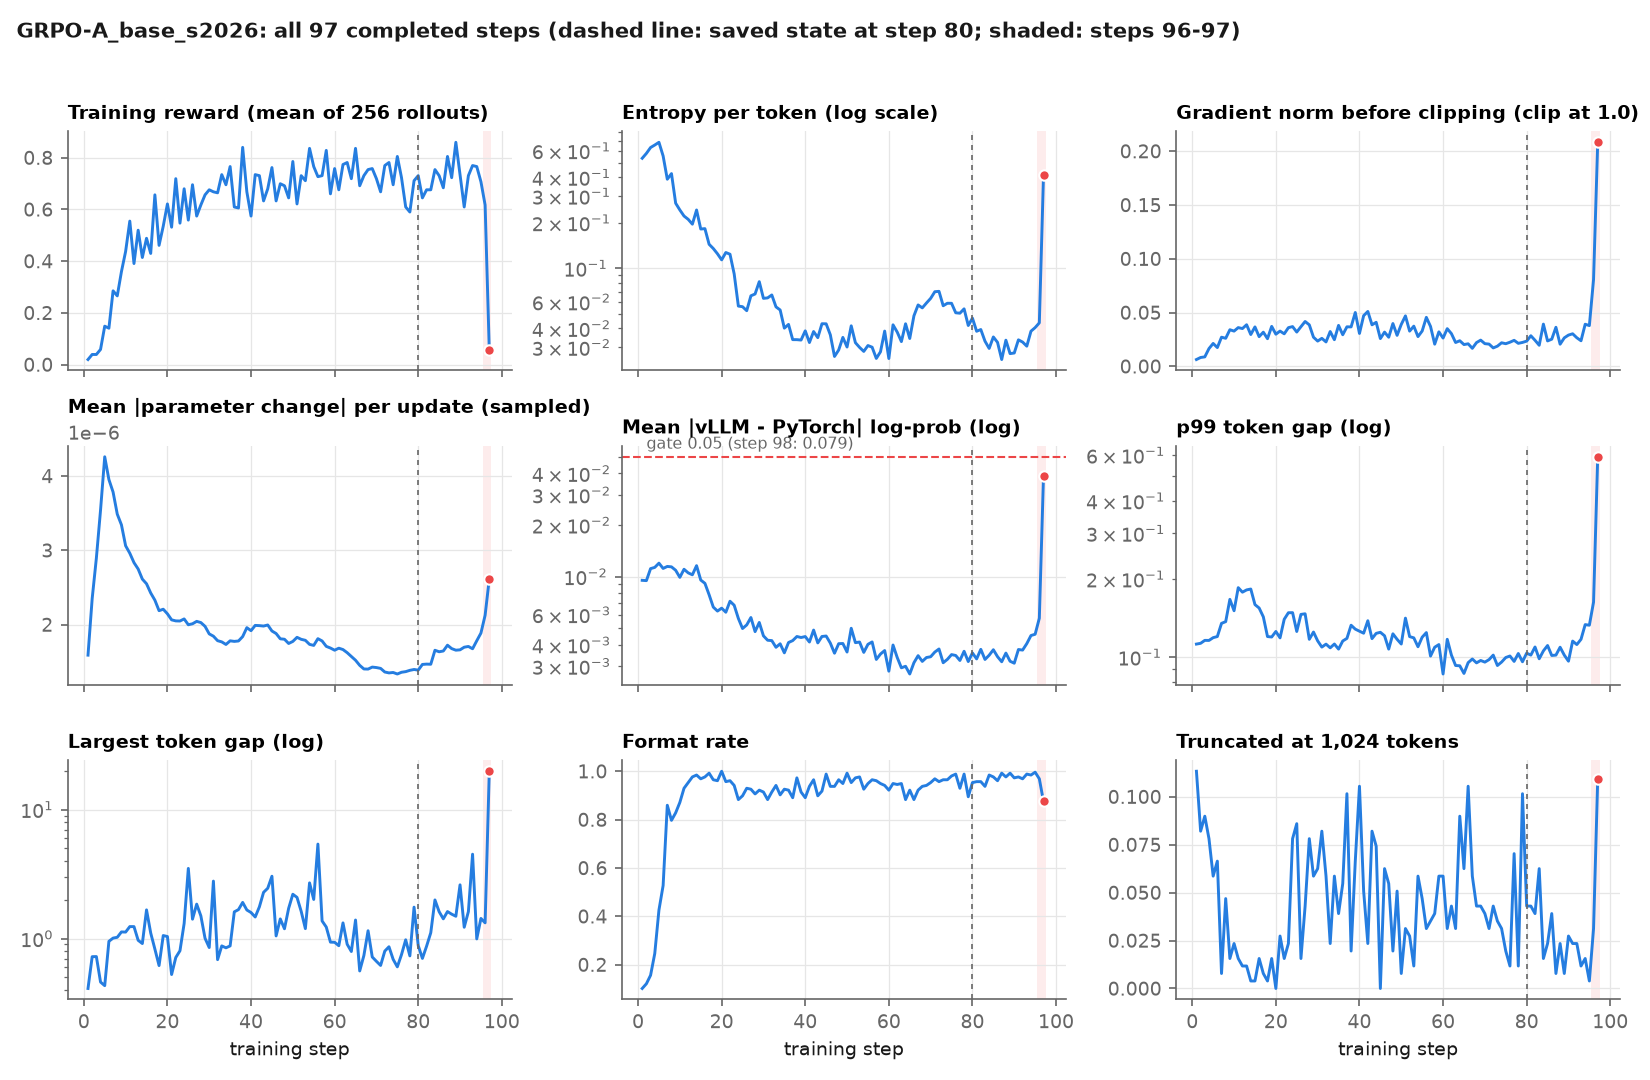 GRPO-A_base_s2026: all 97 completed steps (dashed line: saved state at step 80; shaded: steps 96-97)
Training reward (mean of 256 rollouts)
0.8
0.6
0.4
0.2
0.0
Entropy per token (log scale)
6 × 10⁻¹
4 × 10⁻¹
3 × 10⁻¹
2 × 10⁻¹
10⁻¹
6 × 10⁻²
4 × 10⁻²
3 × 10⁻²
Gradient norm before clipping (clip at 1.0)
0.20
0.15
0.10
0.05
0.00
Mean |parameter change| per update (sampled)
1e−6
4
3
2
Mean |vLLM - PyTorch| log-prob (log)
gate 0.05 (step 98: 0.079)
4 × 10⁻²
3 × 10⁻²
2 × 10⁻²
10⁻²
6 × 10⁻³
4 × 10⁻³
3 × 10⁻³
p99 token gap (log)
6 × 10⁻¹
4 × 10⁻¹
3 × 10⁻¹
2 × 10⁻¹
10⁻¹
Largest token gap (log)
10¹
10⁰
0 20 40 60 80 100
training step
Format rate
1.0
0.8
0.6
0.4
0.2
0 20 40 60 80 100
training step
Truncated at 1,024 tokens
0.100
0.075
0.050
0.025
0.000
0 20 40 60 80 100
training step